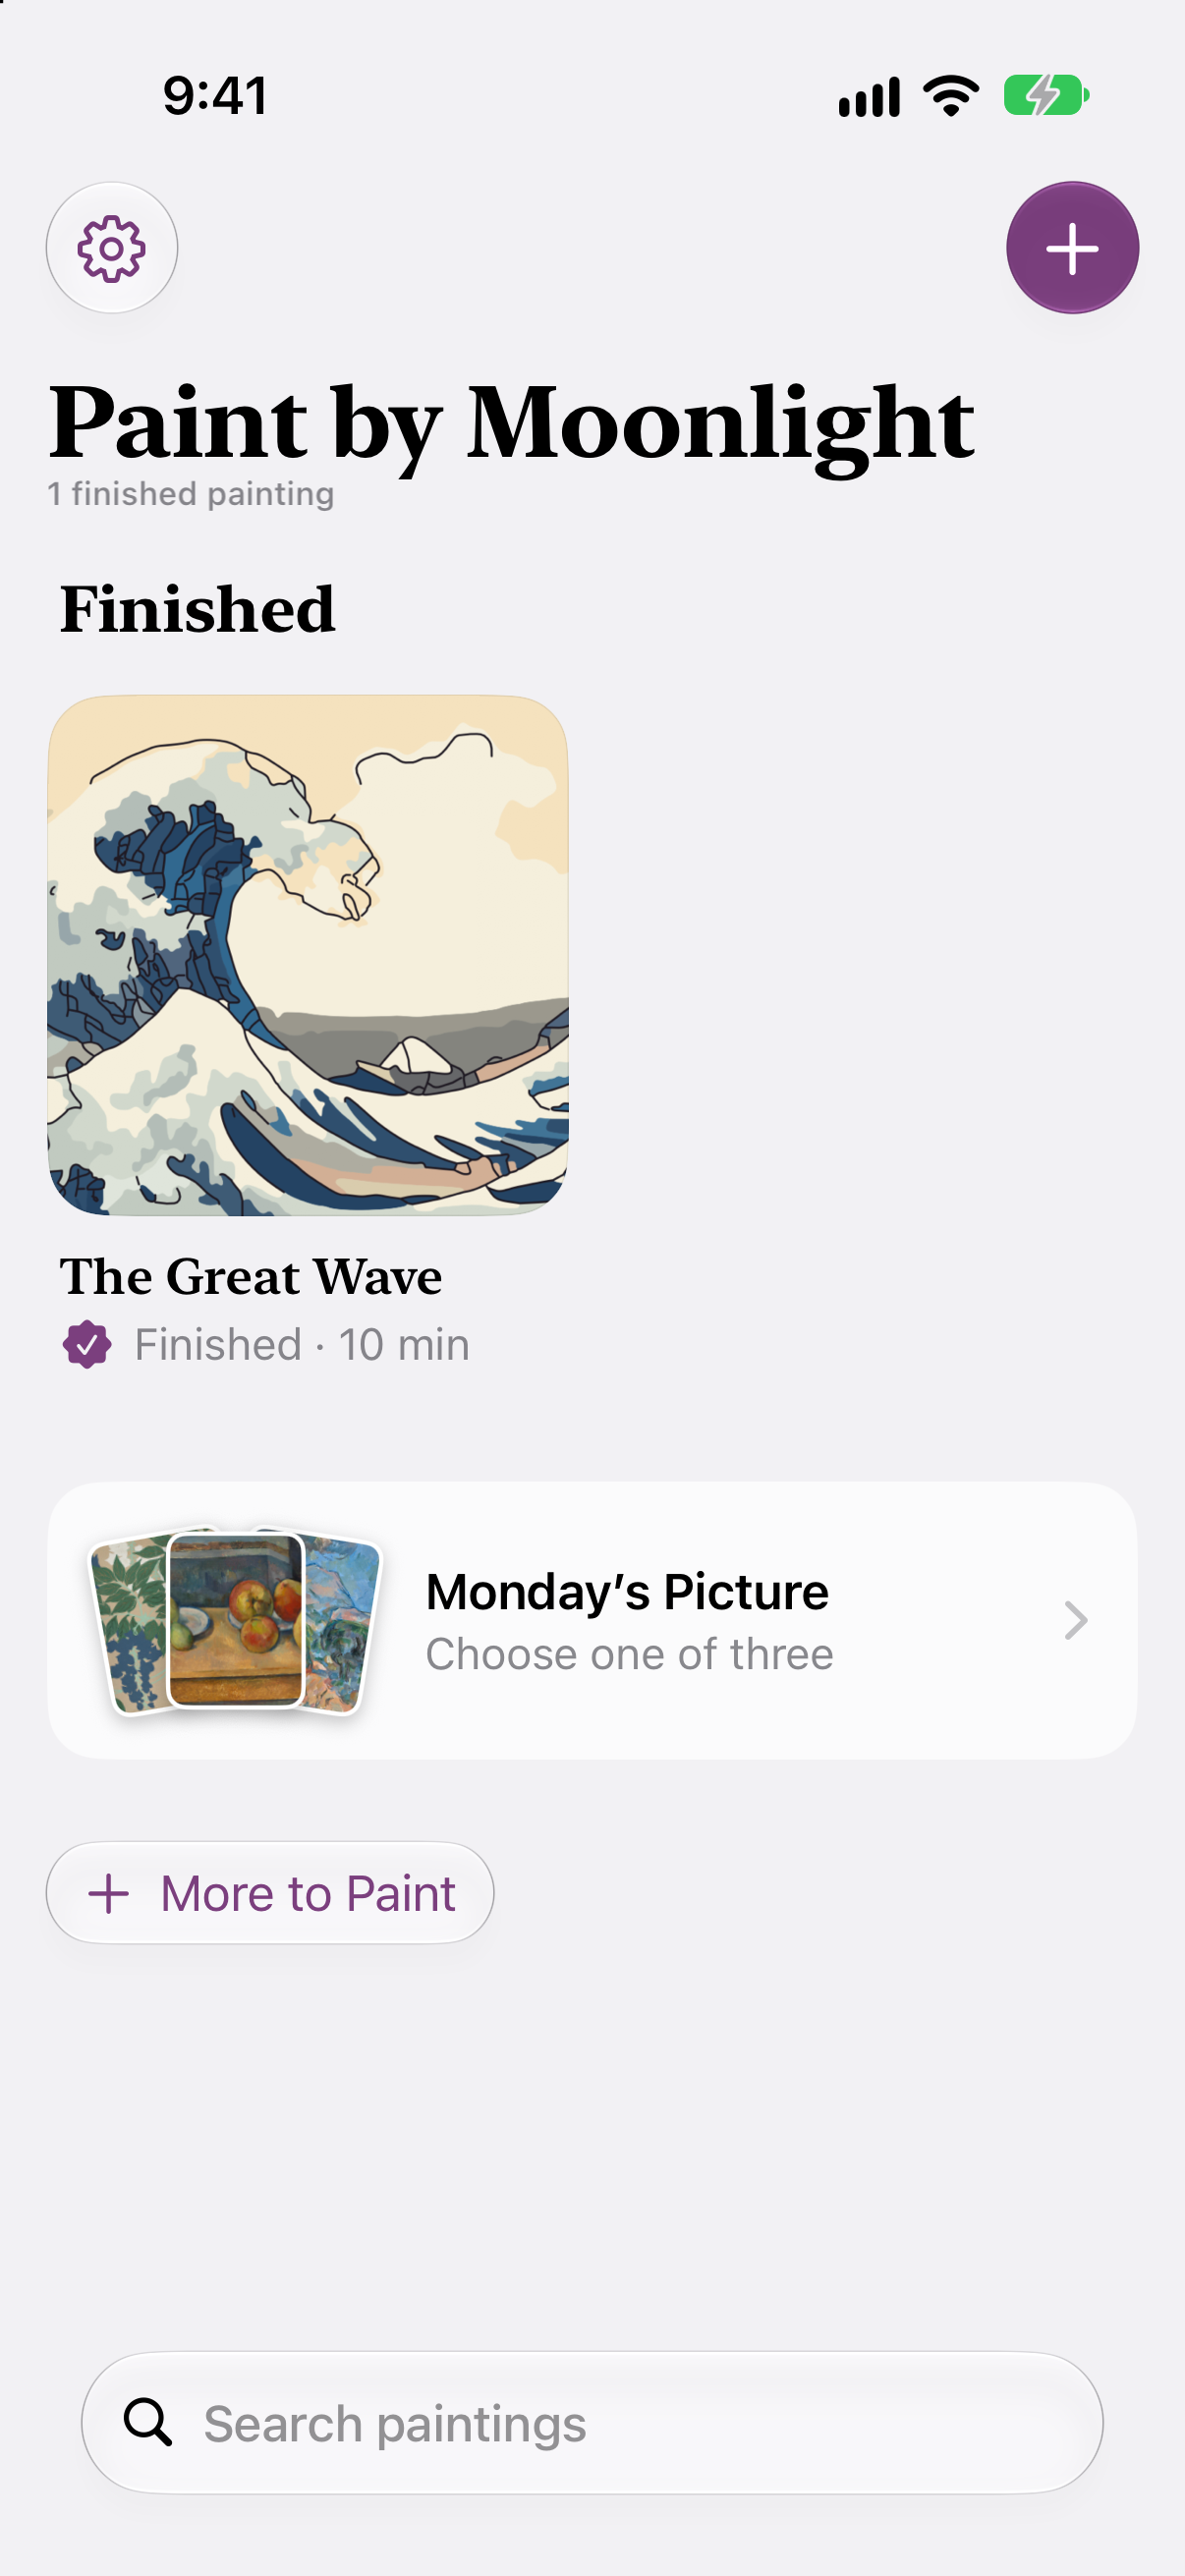 9:41
Paint by Moonlight
1 finished painting
Finished
The Great Wave
Finished · 10 min
Monday’s Picture
Choose one of three
More to Paint
Search paintings